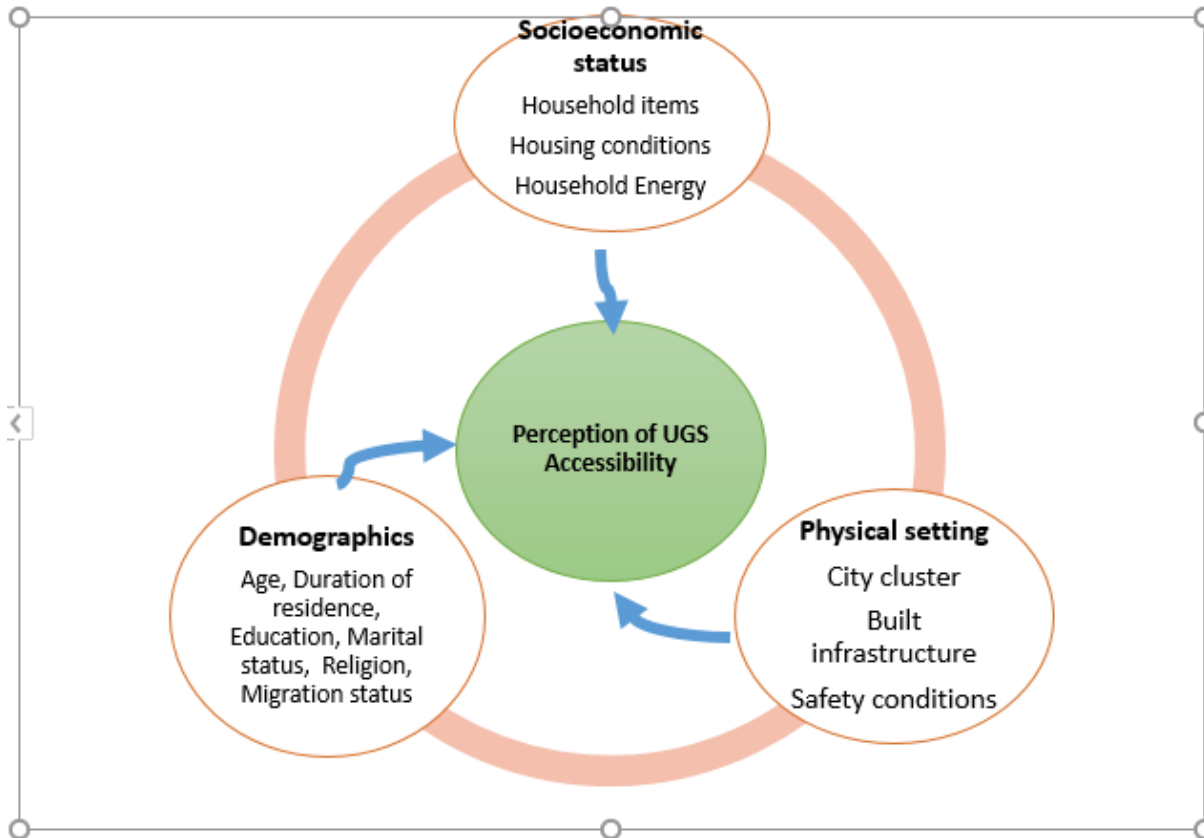 Socioeconomic
status
Household items
Housing conditions
Household Energy
Perception of UGS
Accessibility
Demographics
Age, Duration of
residence,
Education, Marital
status, Religion,
Migration status
Physical setting
City cluster
Built
infrastructure
Safety conditions